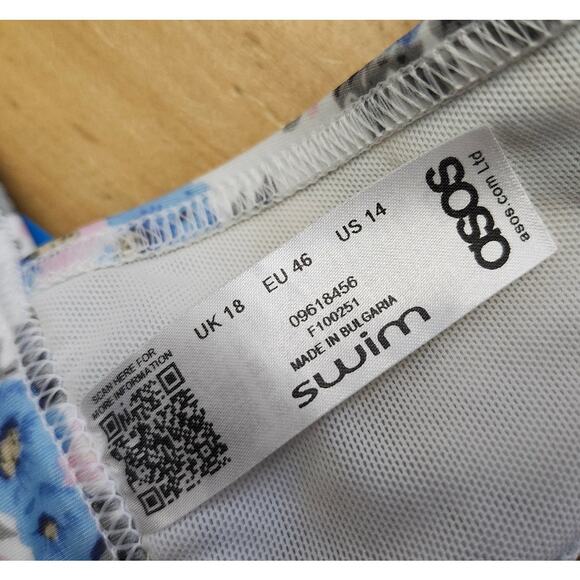 asos
asos.com Ltd
UK 18 EU 46 US 14
09618456
F100251
MADE IN BULGARIA
swim
SCAN HERE FOR
MORE INFORMATION